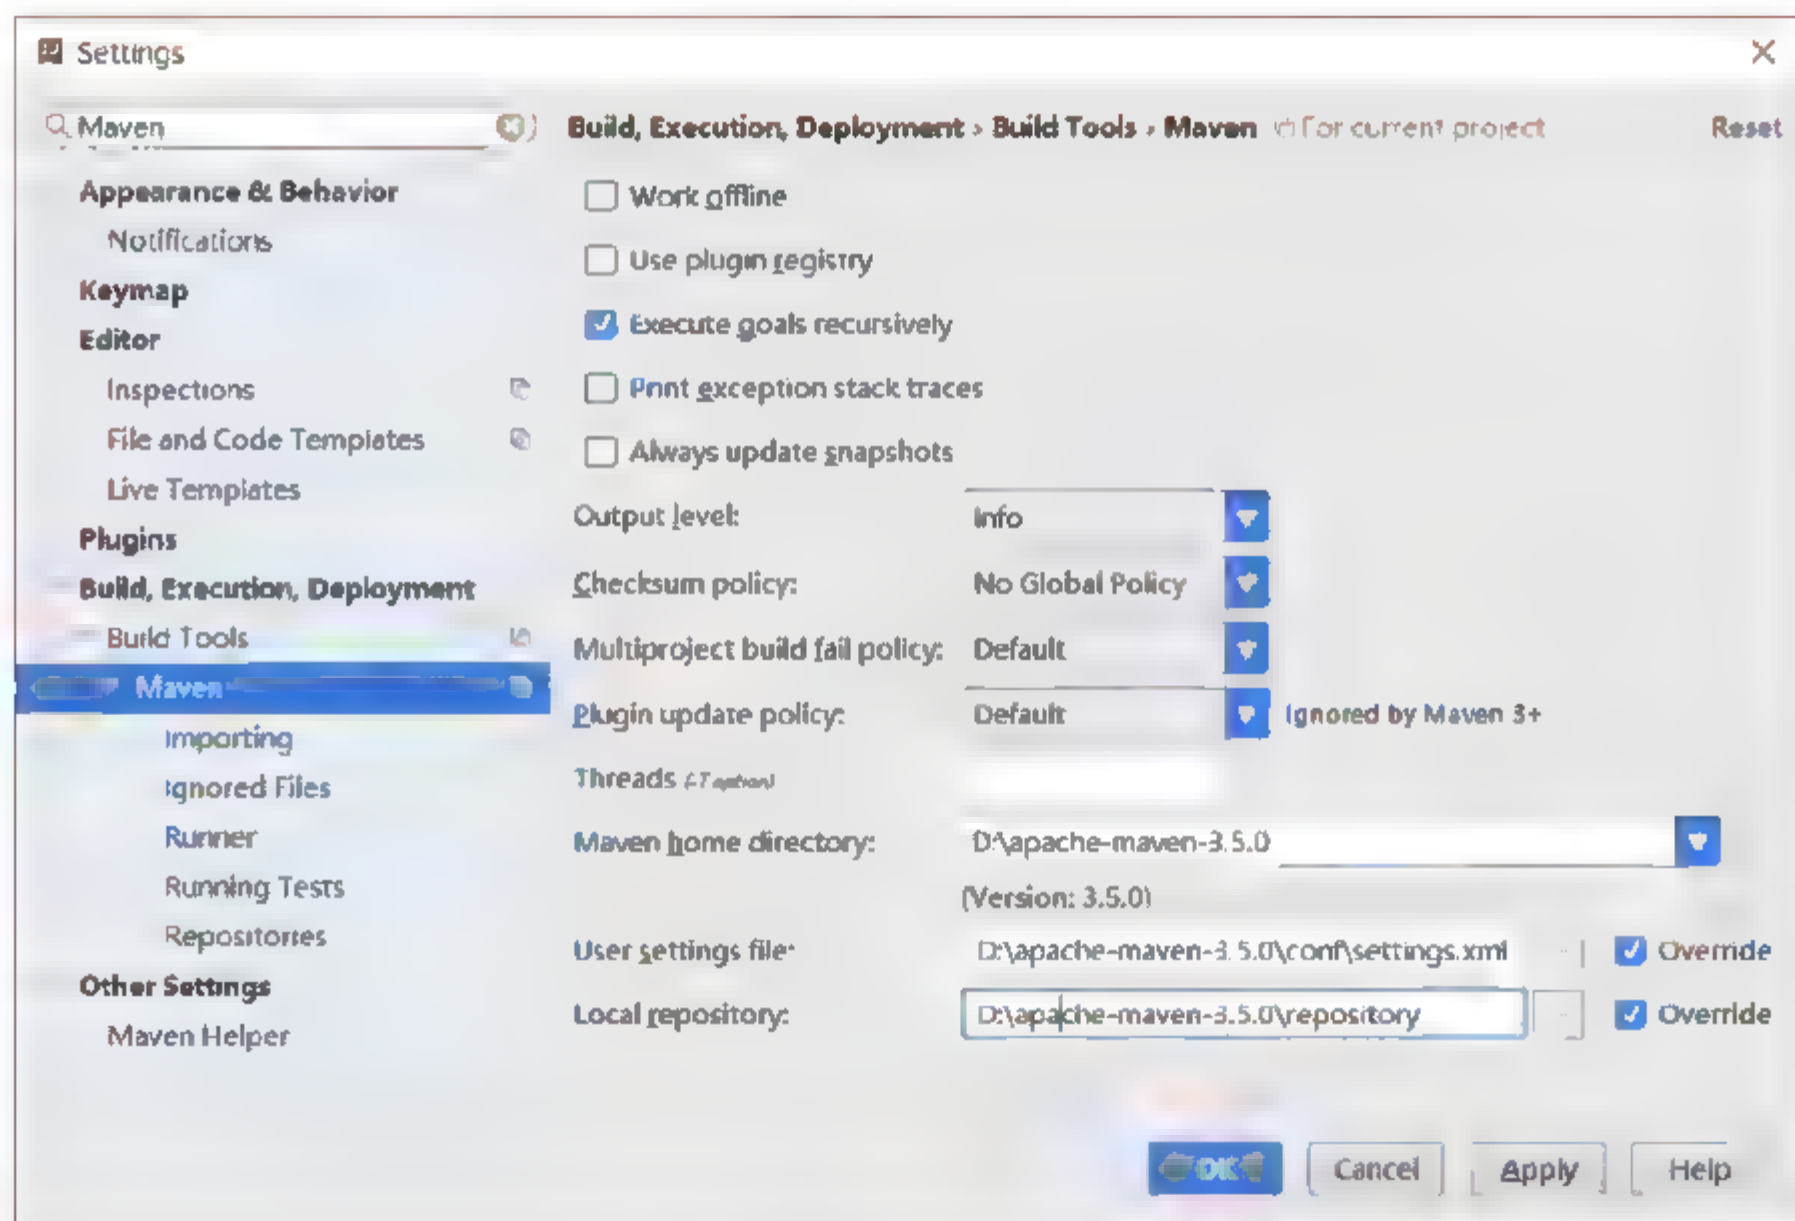 Settings
Maven
Build, Execution, Deployment › Build Tools › Maven For current project Reset
Appearance & Behavior
Notifications
Keymap
Editor
Inspections
File and Code Templates
Live Templates
Plugins
Build, Execution, Deployment
Build Tools
Maven
Importing
Ignored Files
Runner
Running Tests
Repositories
Other Settings
Maven Helper
Work offline
Use plugin registry
Execute goals recursively
Print exception stack traces
Always update snapshots
Output level: Info
Checksum policy: No Global Policy
Multiproject build fail policy: Default
Plugin update policy: Default Ignored by Maven 3+
Threads (-T option)
Maven home directory: D:\apache-maven-3.5.0
(Version: 3.5.0)
User settings file: D:\apache-maven-3.5.0\conf\settings.xml Override
Local repository: D:\apache-maven-3.5.0\repository Override
OK Cancel Apply Help